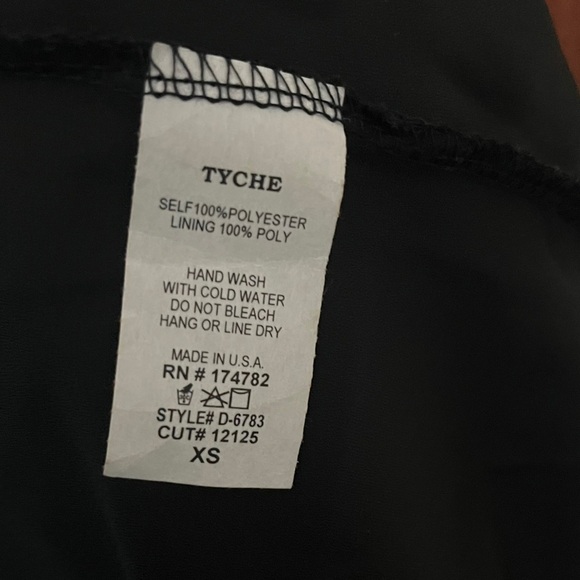 TYCHE
SELF100%POLYESTER
LINING 100% POLY
HAND WASH
WITH COLD WATER
DO NOT BLEACH
HANG OR LINE DRY
MADE IN U.S.A.
RN # 174782
STYLE# D-6783
CUT# 12125
XS